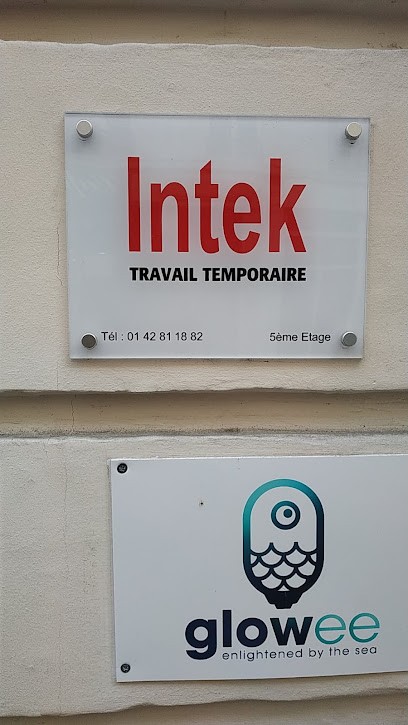 Intek
TRAVAIL TEMPORAIRE
Tél : 01 42 81 18 82 5ème Etage
glowee
enlightened by the sea